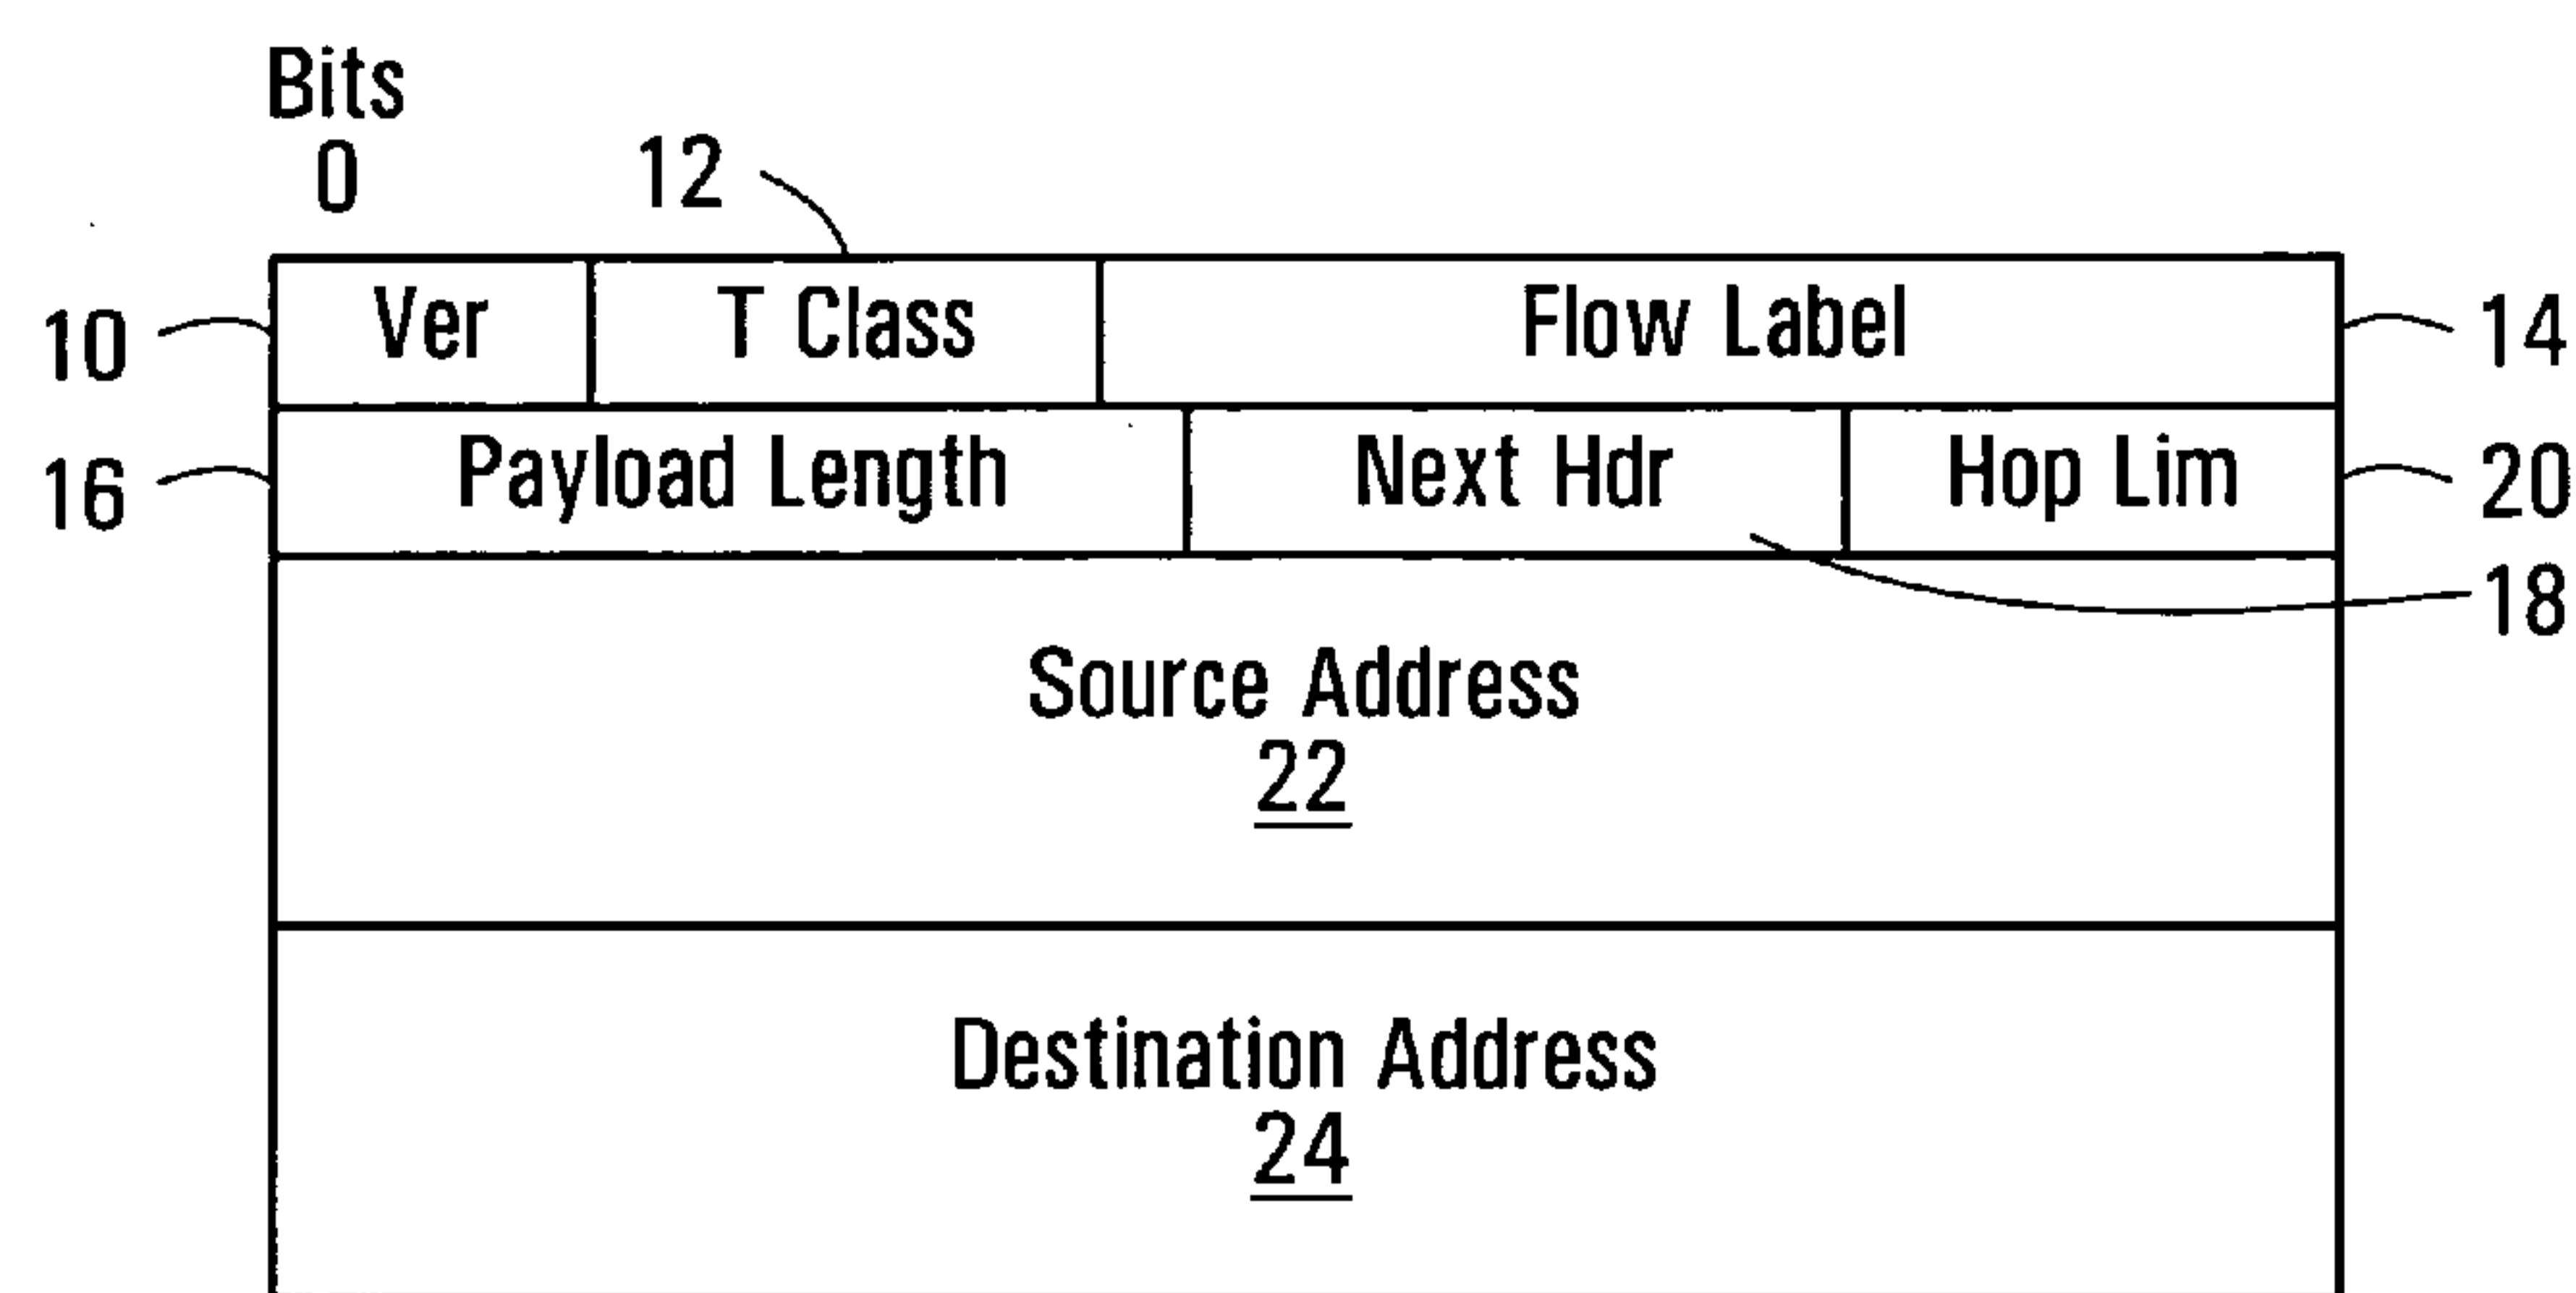 Bits
0
12
10
Ver
T Class
Flow Label
14
16
Payload Length
Next Hdr
Hop Lim
20
18
Source Address
22
Destination Address
24